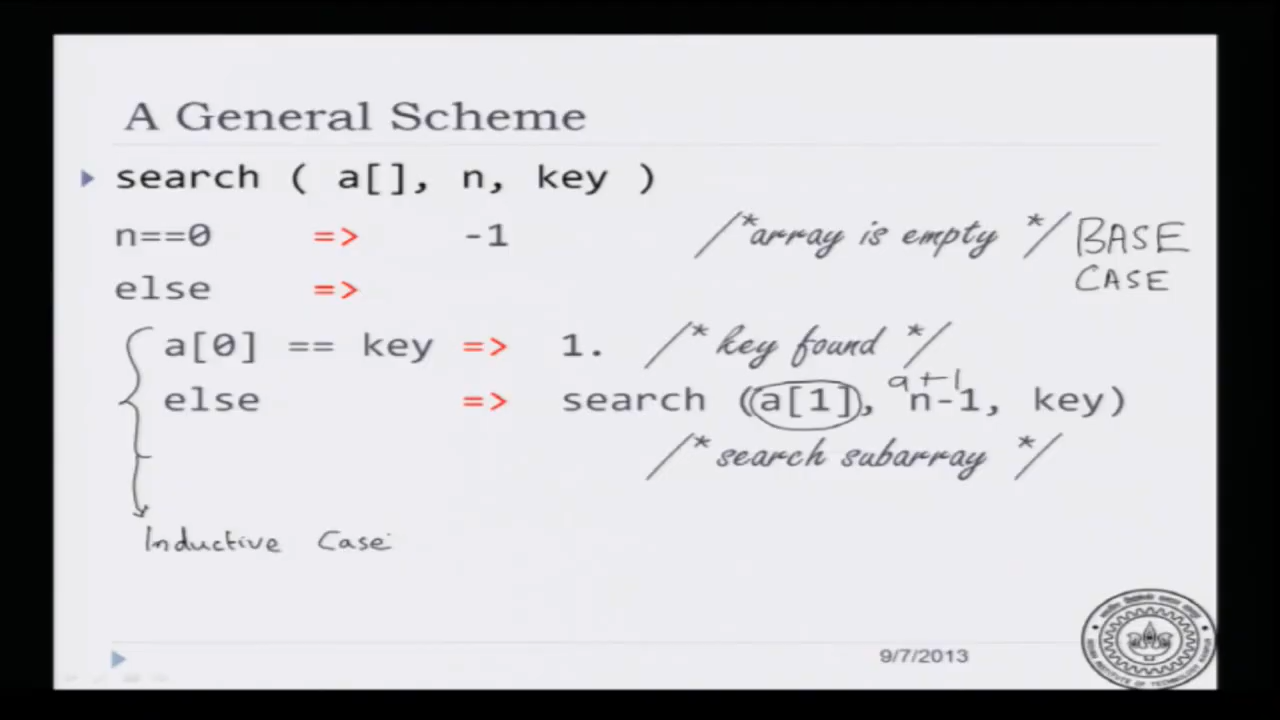 A General Scheme
search ( a[], n, key )
n==0 => -1 /*array is empty */ BASE
CASE
else =>
a[0] == key => 1. /* key found */
a+1
else => search (a[1], n-1, key)
/*search subarray */
Inductive Case
9/7/2013